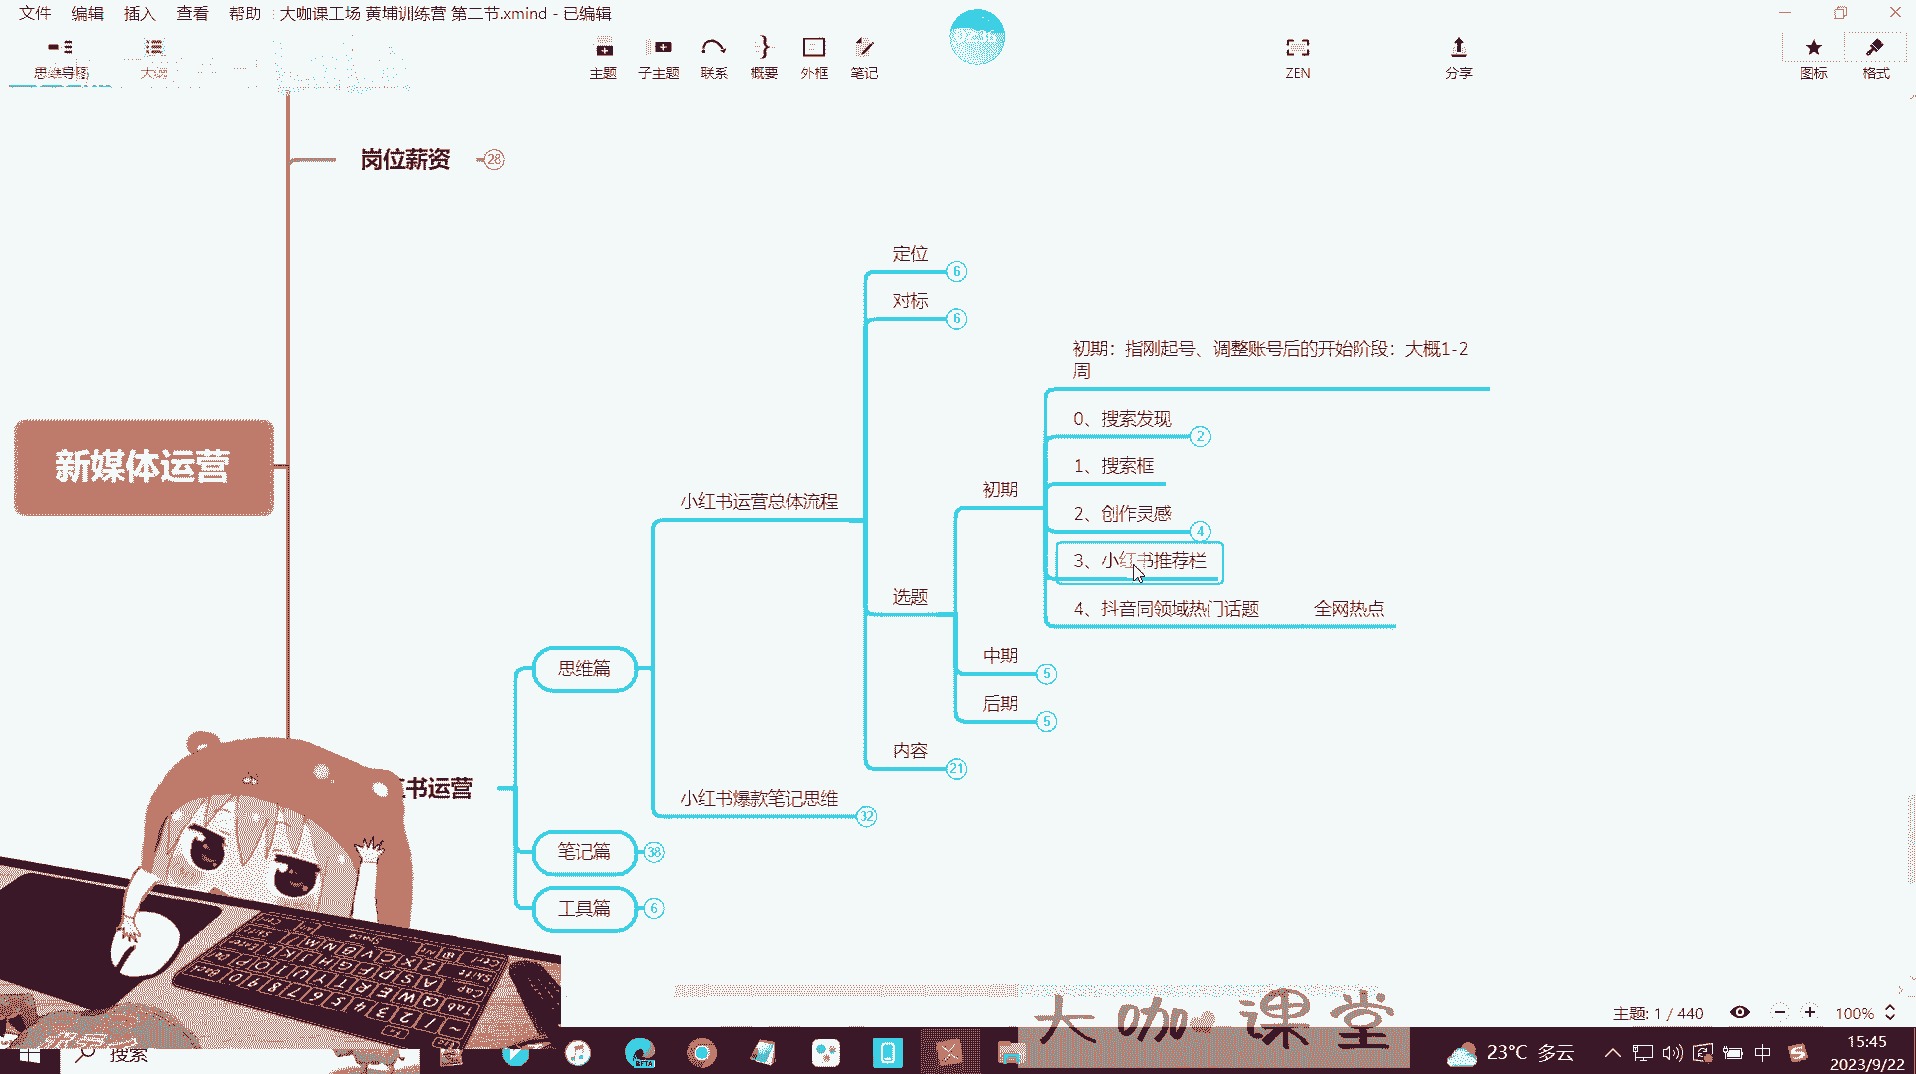 文件 编辑 插入 查看 帮助 大咖课工场 黄埔训练营 第二节.xmind - 已编辑
思维导图 大纲 主题 子主题 联系 概要 外框 笔记 ZEN 分享 图标 格式
岗位薪资 28
定位 6
对标 6
初期：指刚起号、调整账号后的开始阶段：大概1-2
周
0、搜索发现 2
1、搜索框
新媒体运营
小红书运营总体流程
初期
2、创作灵感 4
3、小红书推荐栏
选题
4、抖音同领域热门话题 全网热点
思维篇
中期 5
后期 5
内容 21
书运营
小红书爆款笔记思维 32
笔记篇 38
工具篇 6
大咖课堂
主题: 1 / 440 100%
搜索
23°C 多云 中
15:45
2023/9/22